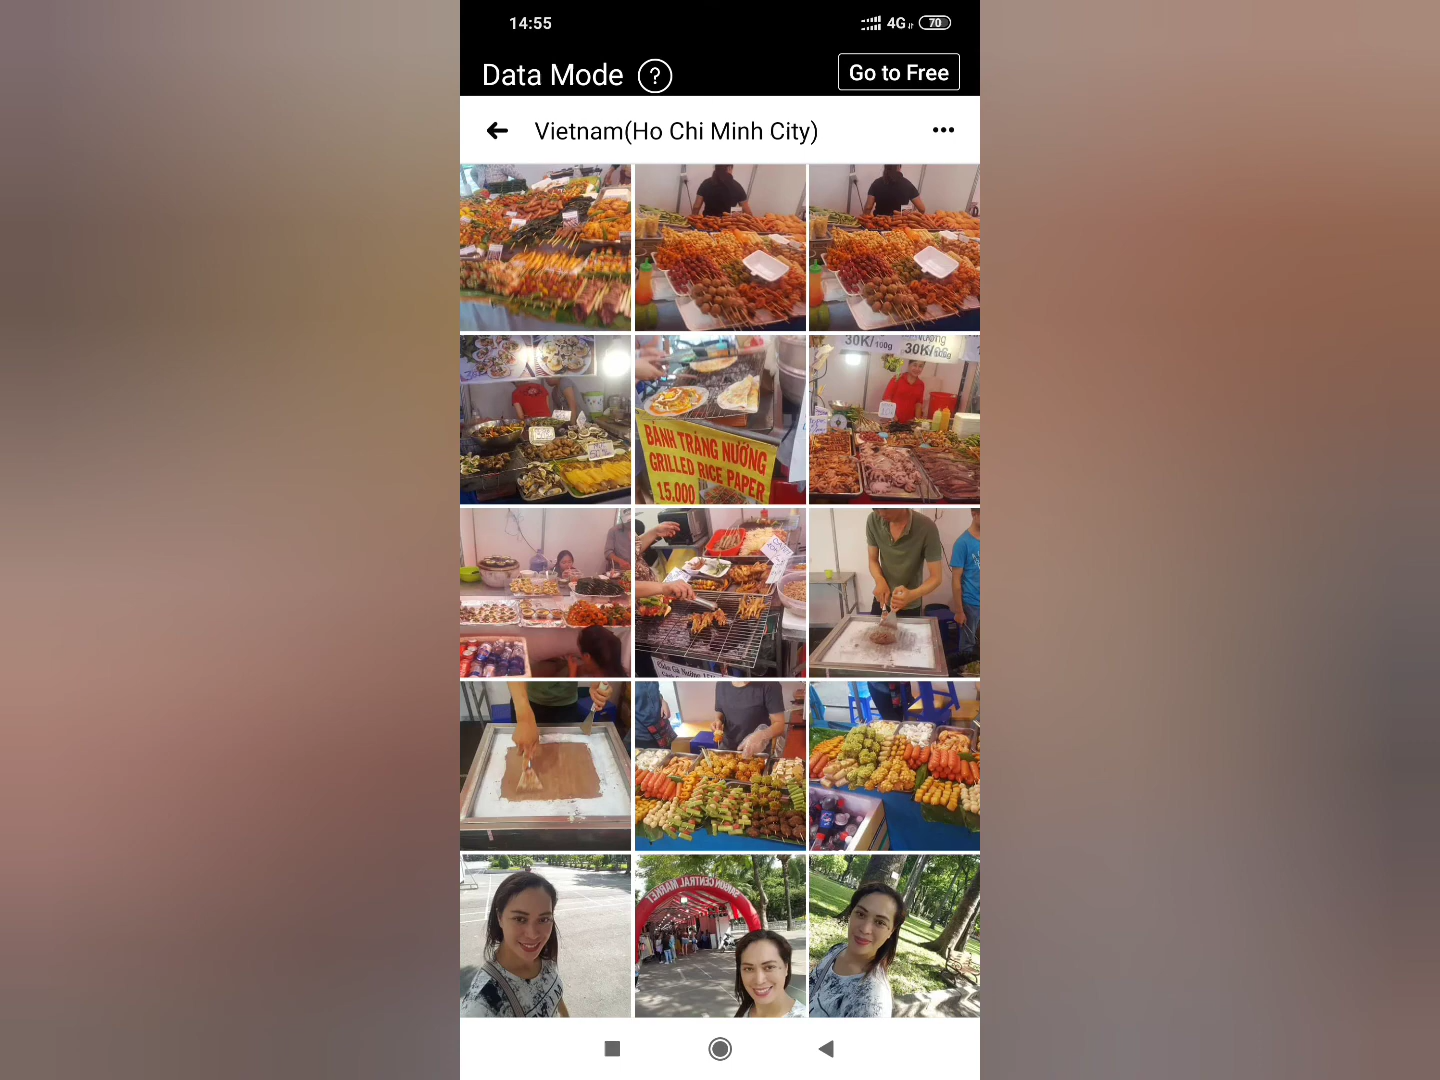 14:55
4G
70
Data Mode ?
Go to Free
Vietnam(Ho Chi Minh City)
30K/100g
30K/
BÁNH TRÁNG NƯỚNG
GRILLED RICE PAPER
15.000
SAIGON CENTRAL MARKET